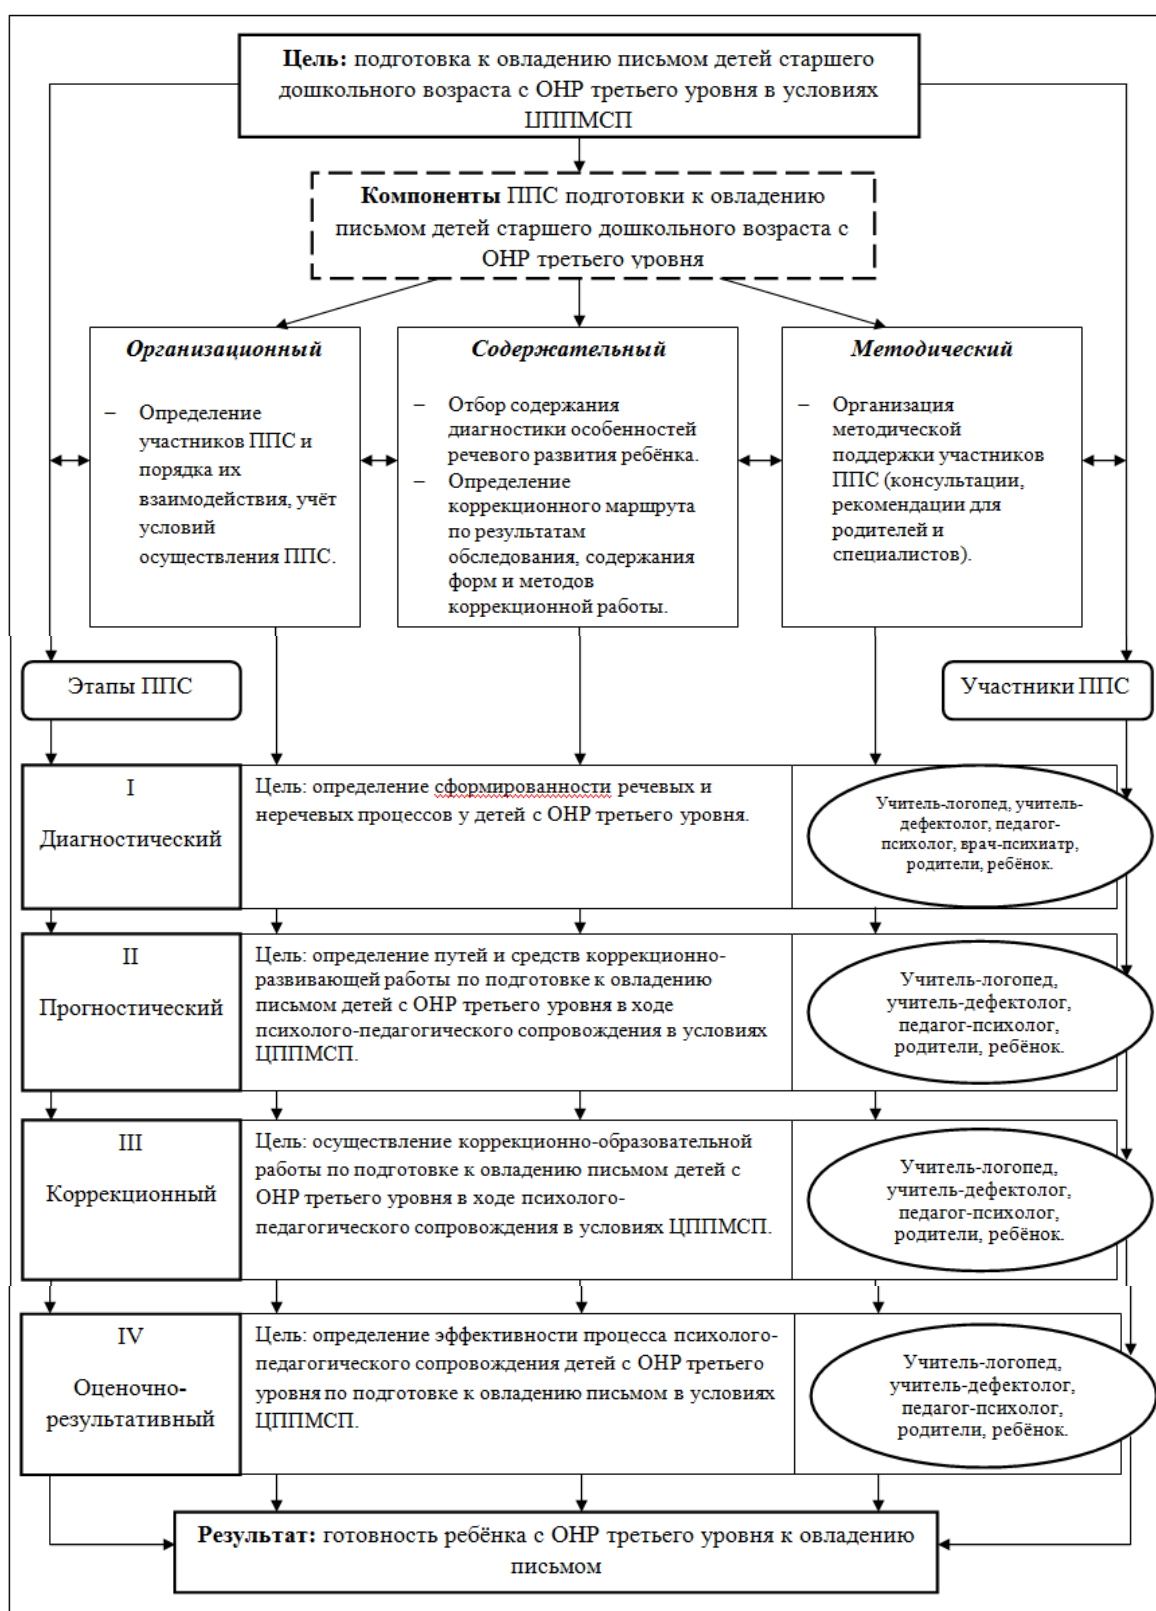 Цель: подготовка к овладению письмом детей старшего
дошкольного возраста с ОНР третьего уровня в условиях
ЦППМСП
Компоненты ППС подготовки к овладению
письмом детей старшего дошкольного возраста с
ОНР третьего уровня
Организационный
– Определение
участников ППС и
порядка их
взаимодействия, учёт
условий
осуществления ППС.
Содержательный
– Отбор содержания
диагностики особенностей
речевого развития ребёнка.
– Определение
коррекционного маршрута
по результатам
обследования, содержания
форм и методов
коррекционной работы.
Методический
– Организация
методической
поддержки участников
ППС (консультации,
рекомендации для
родителей и
специалистов).
Этапы ППС
Участники ППС
I
Диагностический
Цель: определение сформированности речевых и
неречевых процессов у детей с ОНР третьего уровня.
Учитель-логопед, учитель-
дефектолог, педагог-
психолог, врач-психиатр,
родители, ребёнок.
II
Прогностический
Цель: определение путей и средств коррекционно-
развивающей работы по подготовке к овладению
письмом детей с ОНР третьего уровня в ходе
психолого-педагогического сопровождения в условиях
ЦППМСП.
Учитель-логопед,
учитель-дефектолог,
педагог-психолог,
родители, ребёнок.
III
Коррекционный
Цель: осуществление коррекционно-образовательной
работы по подготовке к овладению письмом детей с
ОНР третьего уровня в ходе психолого-
педагогического сопровождения в условиях ЦППМСП.
Учитель-логопед,
учитель-дефектолог,
педагог-психолог,
родители, ребёнок.
IV
Оценочно-
результативный
Цель: определение эффективности процесса психолого-
педагогического сопровождения детей с ОНР третьего
уровня по подготовке к овладению письмом в условиях
ЦППМСП.
Учитель-логопед,
учитель-дефектолог,
педагог-психолог,
родители, ребёнок.
Результат: готовность ребёнка с ОНР третьего уровня к овладению
письмом